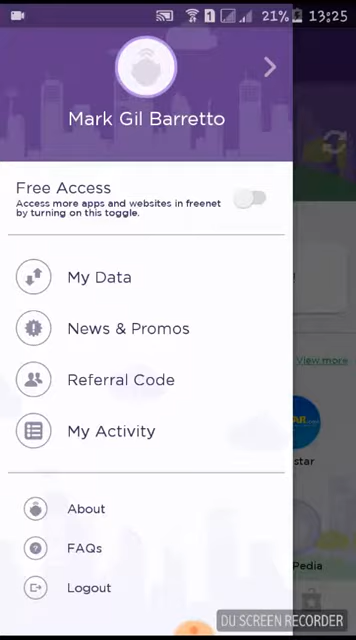 1
21%
13:25
Mark Gil Barretto
Free Access
Access more apps and websites in freenet
by turning on this toggle.
My Data
News & Promos
View more
Referral Code
My Activity
star
About
FAQs
Pedia
Logout
DU SCREEN RECORDER